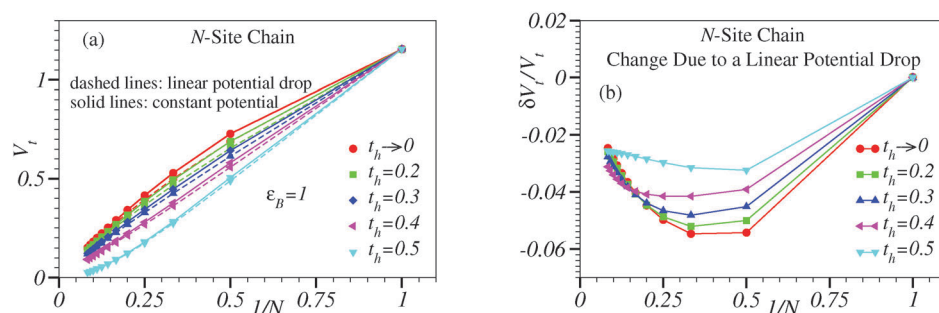 (a)
N-Site Chain
dashed lines: linear potential drop
solid lines: constant potential
1
0.5
0
V_t
ε_B=1
t_h→0
t_h=0.2
t_h=0.3
t_h=0.4
t_h=0.5
0 0.25 0.5 0.75 1
1/N
N-Site Chain
Change Due to a Linear Potential Drop
(b)
0.02
0
-0.02
-0.04
-0.06
δV_t/V_t
t_h→0
t_h=0.2
t_h=0.3
t_h=0.4
t_h=0.5
0 0.25 0.5 0.75 1
1/N